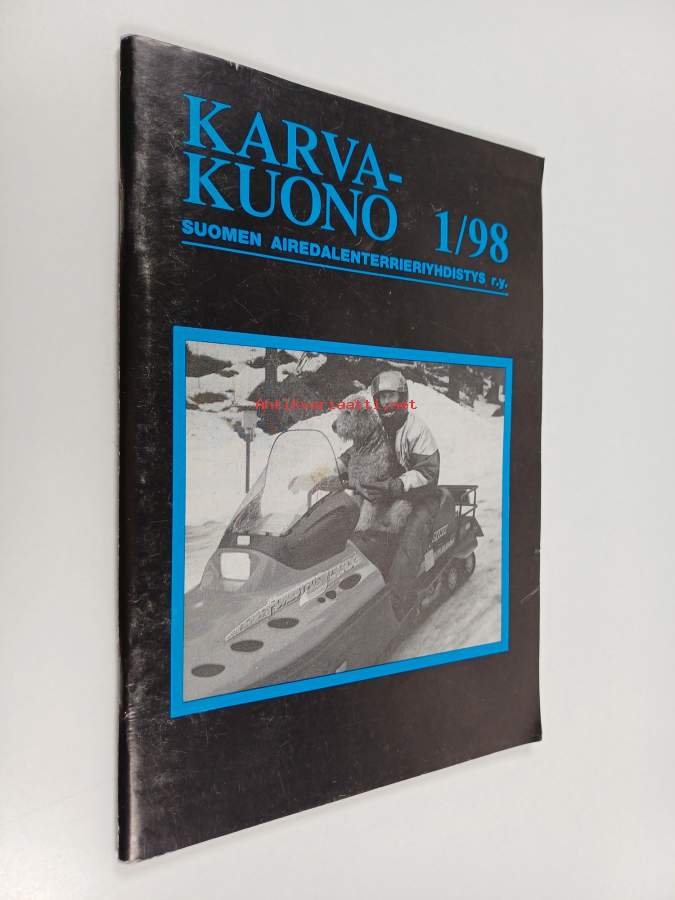 KARVA-
KUONO 1/98
SUOMEN AIREDALENTERRIERIYHDISTYS r.y.
Antikvariaatti.net